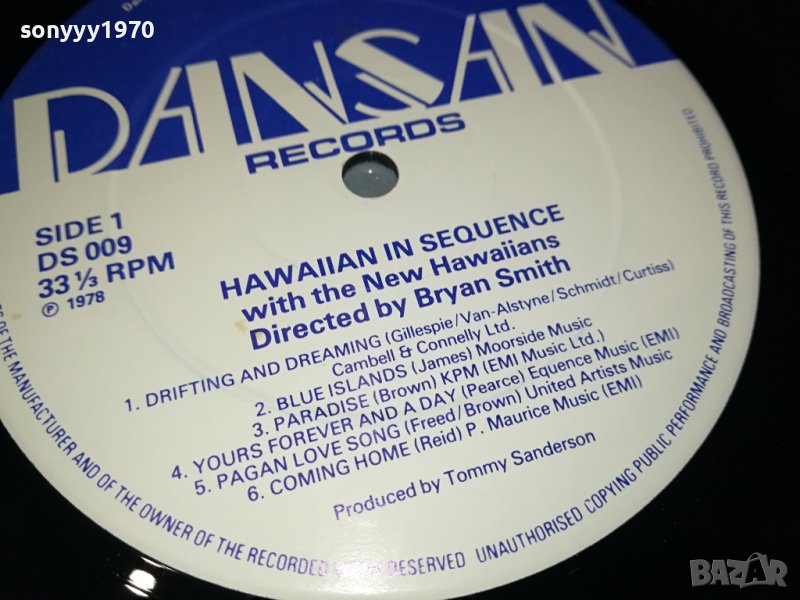 sonyyy1970
DANSAN
RECORDS
SIDE 1
DS 009
33 ⅓ RPM
℗ 1978
HAWAIIAN IN SEQUENCE
with the New Hawaiians
Directed by Bryan Smith
1. DRIFTING AND DREAMING (Gillespie/Van-Alstyne/Schmidt/Curtiss)
Cambell & Connelly Ltd.
2. BLUE ISLANDS (James) Moorside Music
3. PARADISE (Brown) KPM (EMI Music Ltd.)
4. YOURS FOREVER AND A DAY (Pearce) Equence Music (EMI)
5. PAGAN LOVE SONG (Freed/Brown) United Artists Music
6. COMING HOME (Reid) P. Maurice Music (EMI)
Produced by Tommy Sanderson
OF THE MANUFACTURER AND OF THE OWNER OF THE RECORDED RESERVED UNAUTHORISED COPYING PUBLIC PERFORMANCE AND BROADCASTING OF THIS RECORD PROHIBITED
BAZAR
bazar.bg